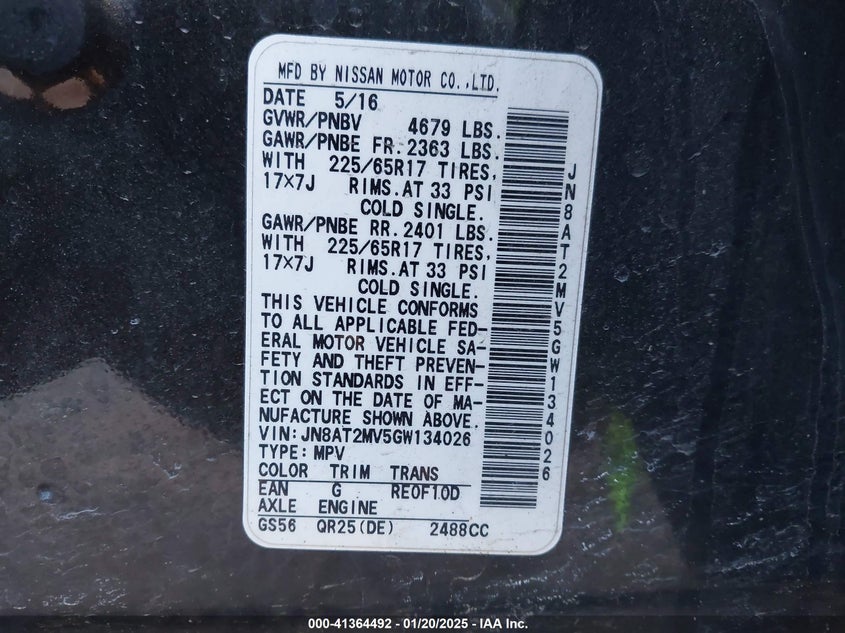 MFD BY NISSAN MOTOR CO.,LTD.
DATE 5/16
GVWR/PNBV 4679 LBS.
GAWR/PNBE FR. 2363 LBS.
WITH 225/65R17 TIRES,
17×7J RIMS. AT 33 PSI
COLD SINGLE.
GAWR/PNBE RR. 2401 LBS.
WITH 225/65R17 TIRES,
17×7J RIMS. AT 33 PSI
COLD SINGLE.
THIS VEHICLE CONFORMS
TO ALL APPLICABLE FED-
ERAL MOTOR VEHICLE SA-
FETY AND THEFT PREVEN-
TION STANDARDS IN EFF-
ECT ON THE DATE OF MA-
NUFACTURE SHOWN ABOVE.
VIN:JN8AT2MV5GW134026
TYPE:MPV
COLOR TRIM TRANS
EAN G RE0F10D
AXLE ENGINE
GS56 QR25(DE) 2488CC
JN8AT2MV5GW134026
000-41364492 — 01/20/2025 — IAA Inc.